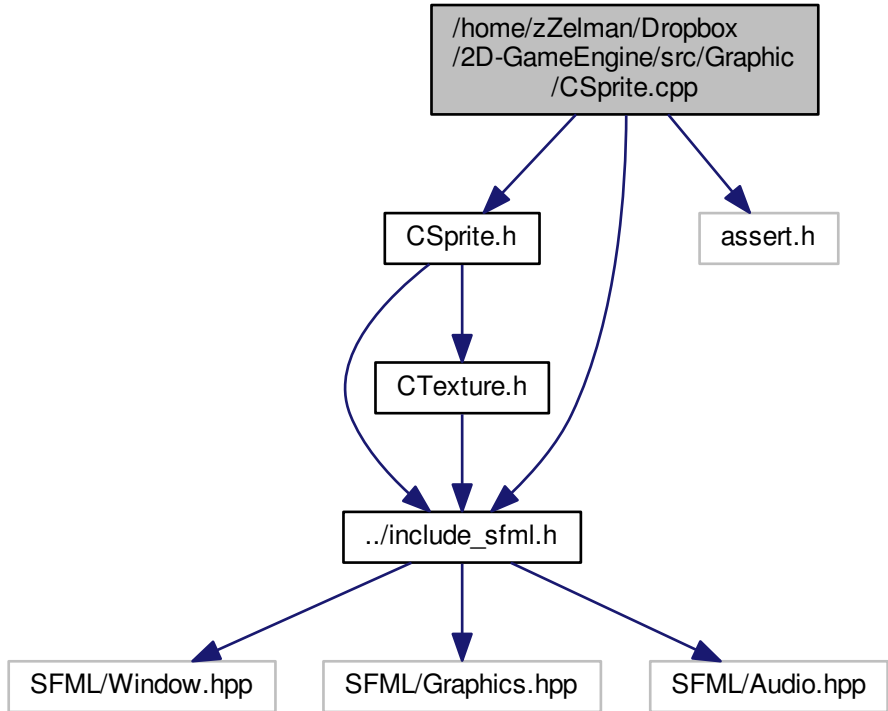 /home/zZelman/Dropbox
/2D-GameEngine/src/Graphic
/CSprite.cpp
CSprite.h
assert.h
CTexture.h
../include_sfml.h
SFML/Window.hpp
SFML/Graphics.hpp
SFML/Audio.hpp